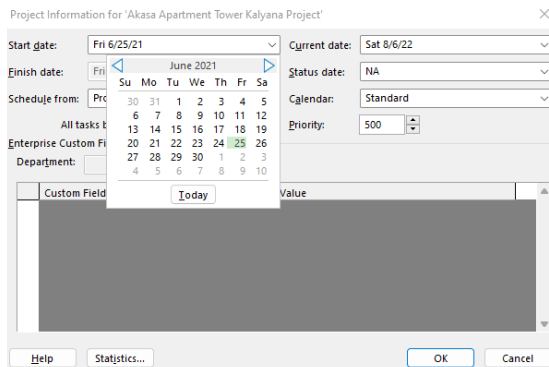 Project Information for 'Akasa Apartment Tower Kalyana Project'
Start date: Fri 6/25/21 Current date: Sat 8/6/22
Finish date: Fri Status date: NA
Schedule from: Pro Calendar: Standard
All tasks b Priority: 500
June 2021
Su Mo Tu We Th Fr Sa
30 31 1 2 3 4 5
6 7 8 9 10 11 12
13 14 15 16 17 18 19
20 21 22 23 24 25 26
27 28 29 30 1 2 3
4 5 6 7 8 9 10
Today
Enterprise Custom Fi
Department:
Custom Field Value
Help Statistics... OK Cancel